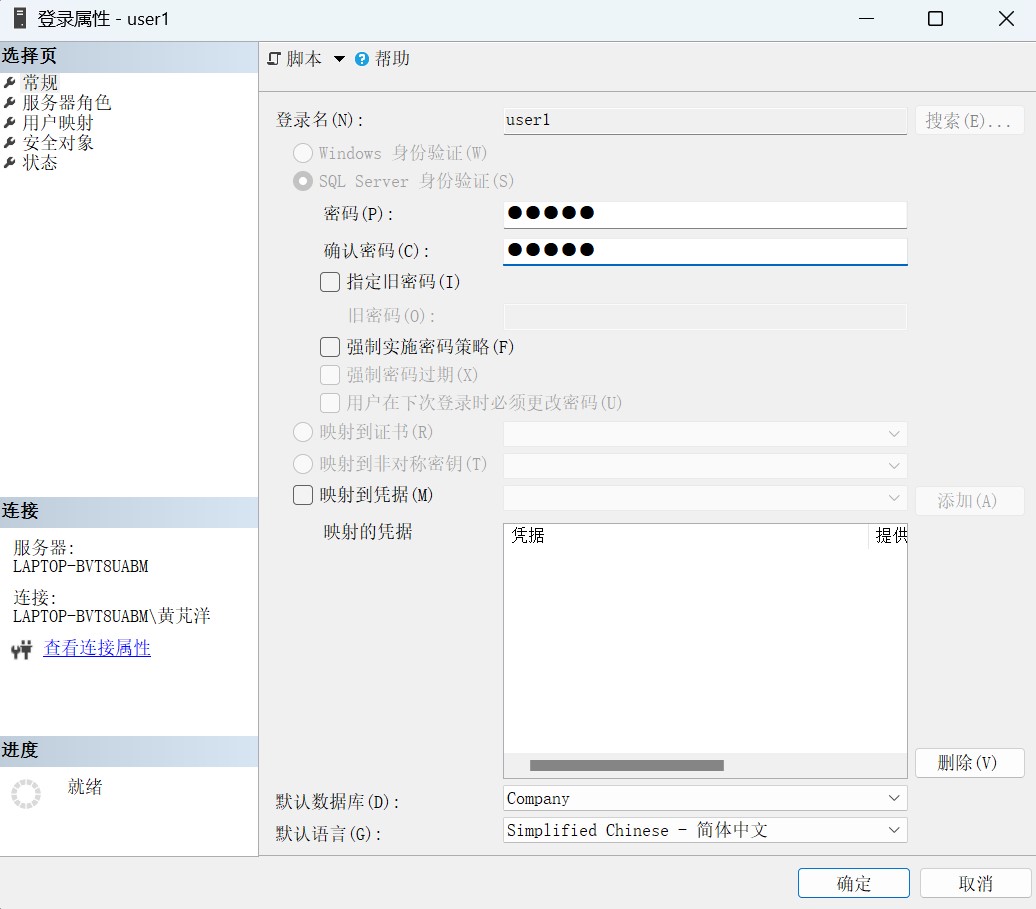 登录属性 - user1
选择页
常规
服务器角色
用户映射
安全对象
状态
连接
服务器:
LAPTOP-BVT8UABM
连接:
LAPTOP-BVT8UABM\黄芃洋
查看连接属性
进度
就绪
脚本
帮助
登录名(N):
user1
搜索(E)...
Windows 身份验证(W)
SQL Server 身份验证(S)
密码(P):
●●●●●
确认密码(C):
●●●●●
指定旧密码(I)
旧密码(O):
强制实施密码策略(F)
强制密码过期(X)
用户在下次登录时必须更改密码(U)
映射到证书(R)
映射到非对称密钥(T)
映射到凭据(M)
添加(A)
映射的凭据
凭据
提供
删除(V)
默认数据库(D):
Company
默认语言(G):
Simplified Chinese - 简体中文
确定
取消